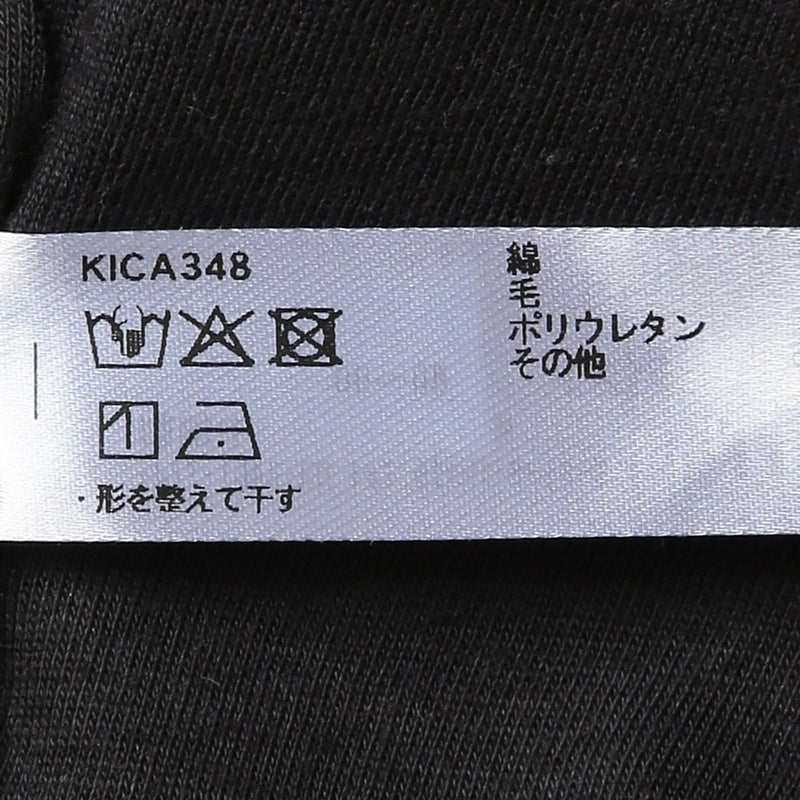 KICA348
・形を整えて干す
綿
毛
ポリウレタン
その他